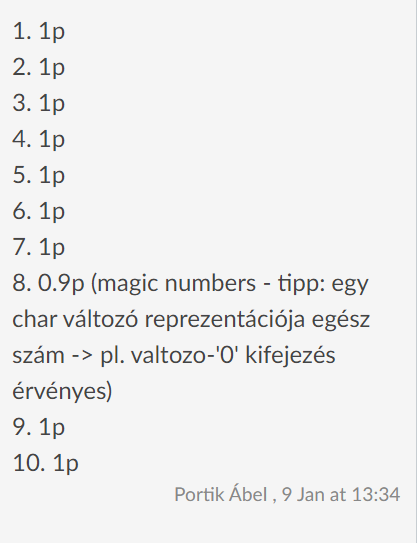 1. 1p
2. 1p
3. 1p
4. 1p
5. 1p
6. 1p
7. 1p
8. 0.9p (magic numbers - tipp: egy
char változó reprezentációja egész
szám -> pl. valtozo-'0' kifejezés
érvényes)
9. 1p
10. 1p
Portik Ábel , 9 Jan at 13:34